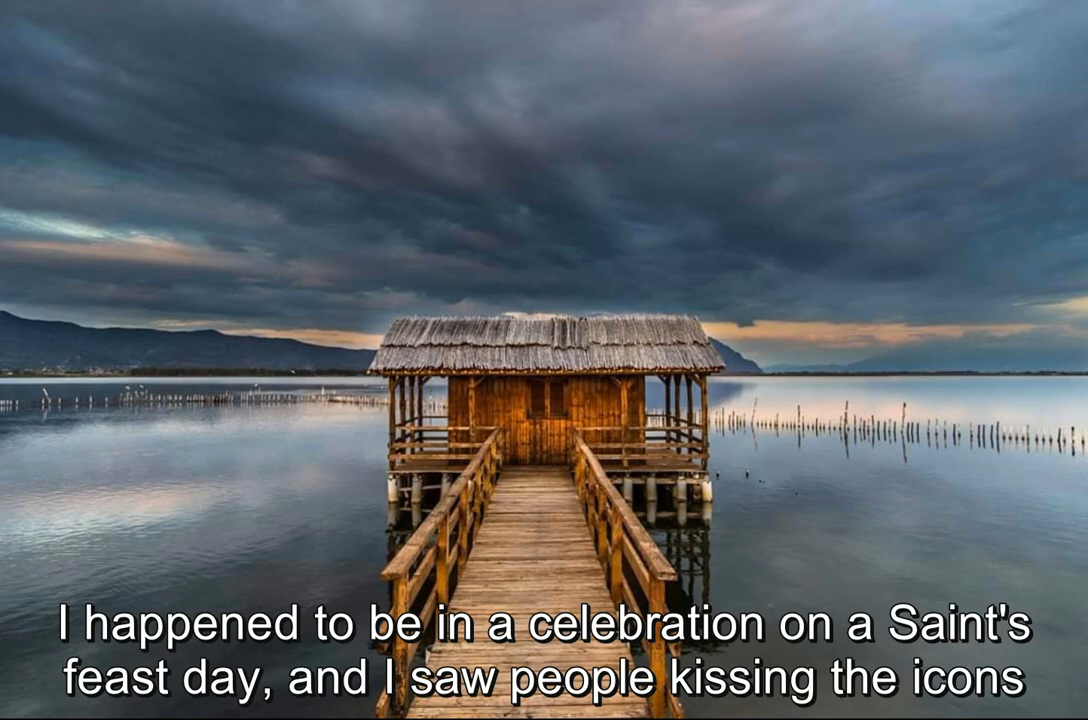 I happened to be in a celebration on a Saint's
feast day, and I saw people kissing the icons